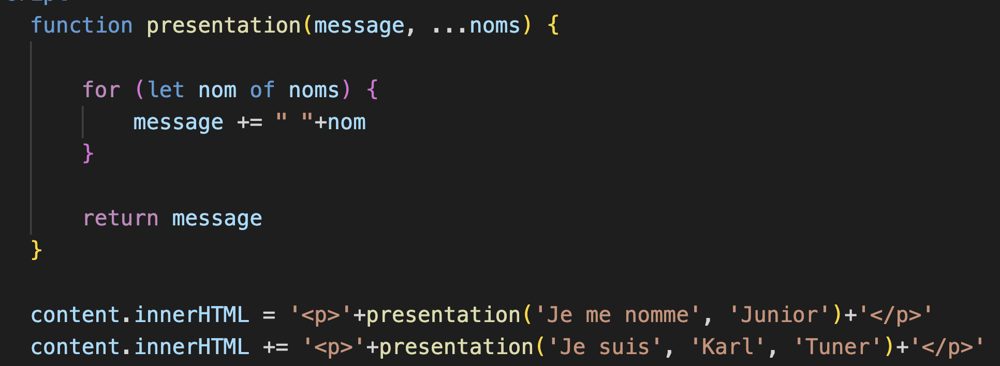 function presentation(message, ...noms) {
for (let nom of noms) {
message += " "+nom
}
return message
}
content.innerHTML = '<p>'+presentation('Je me nomme', 'Junior')+'</p>'
content.innerHTML += '<p>'+presentation('Je suis', 'Karl', 'Tuner')+'</p>'